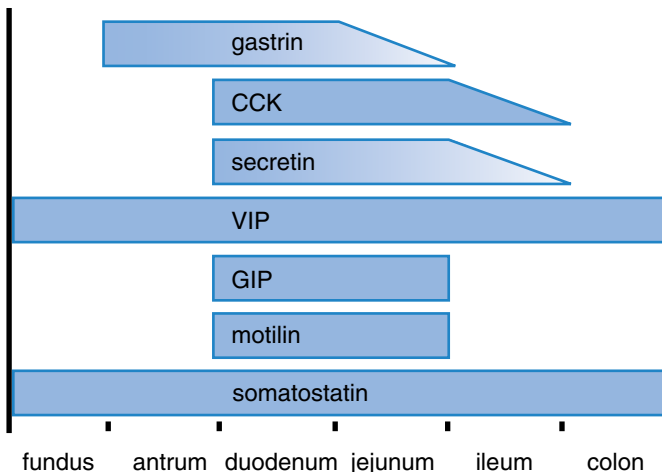 gastrin
CCK
secretin
VIP
GIP
motilin
somatostatin
fundus antrum duodenum jejunum ileum colon